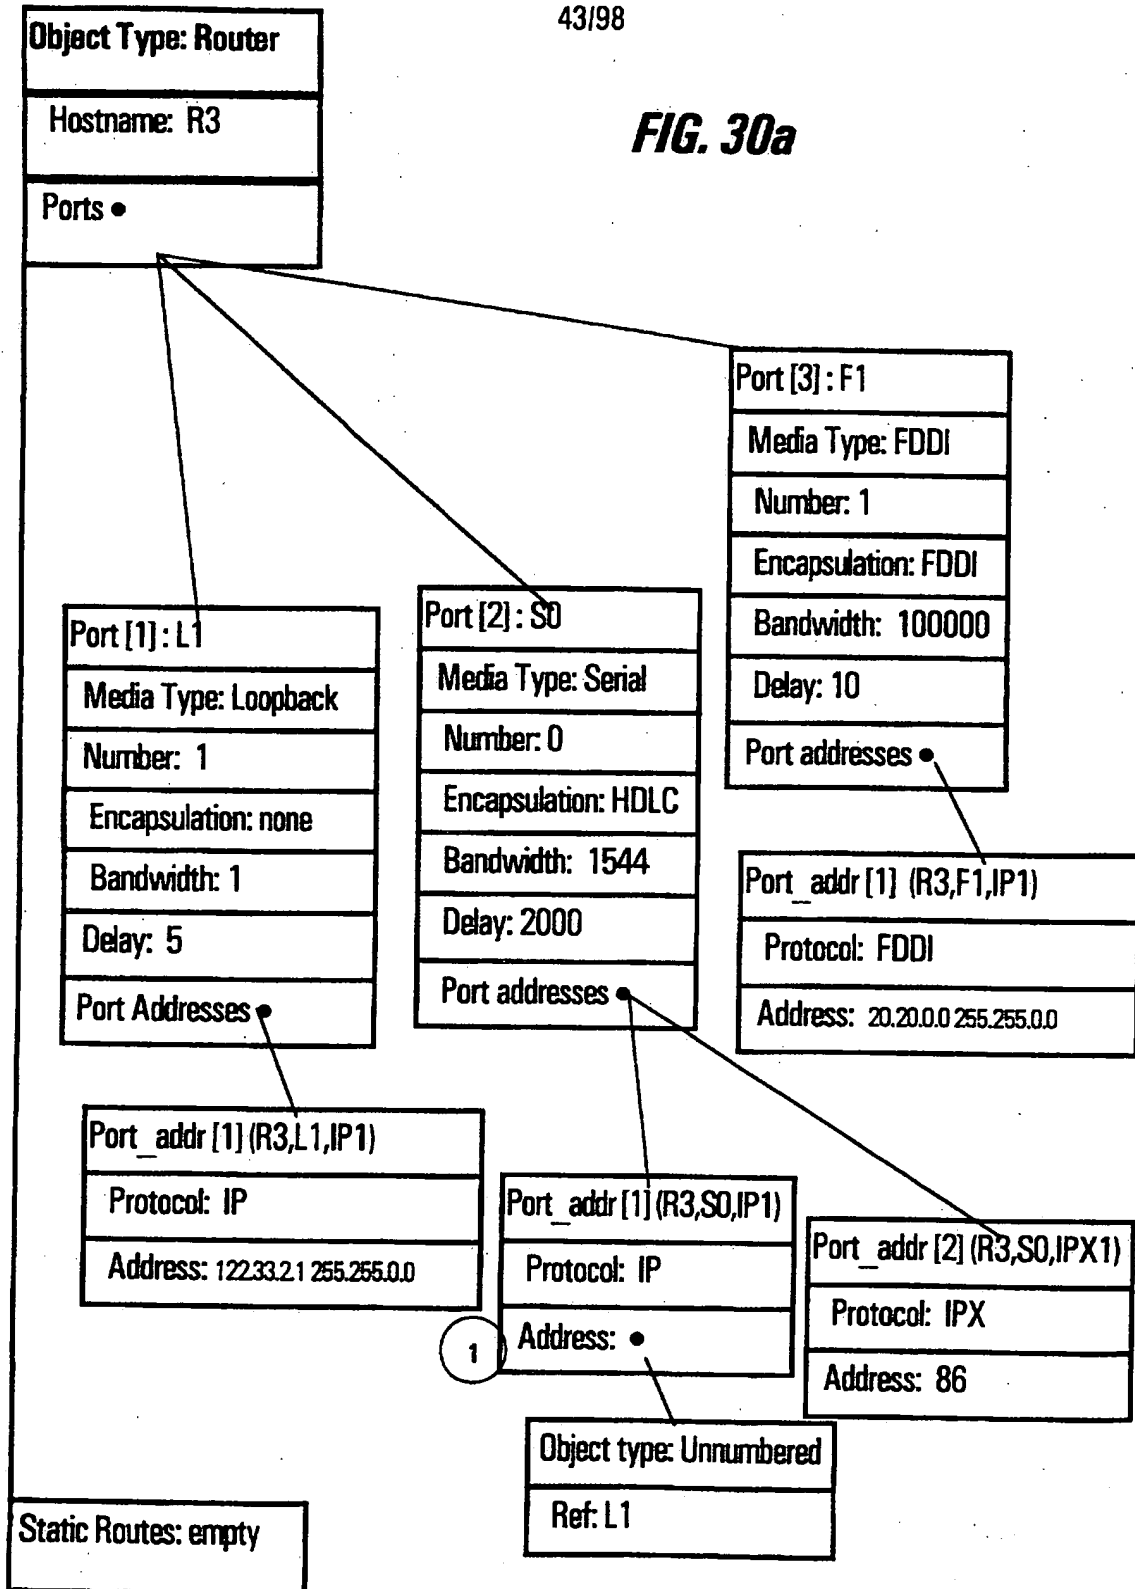 43/98
Object Type: Router
Hostname: R3
FIG. 30a
Ports
Port [3] : F1
Media Type: FDDI
Number: 1
Encapsulation: FDDI
Bandwidth: 100000
Delay: 10
Port addresses
Port [1] : L1
Media Type: Loopback
Number: 1
Encapsulation: none
Bandwidth: 1
Delay: 5
Port Addresses
Port [2] : S0
Media Type: Serial
Number: 0
Encapsulation: HDLC
Bandwidth: 1544
Delay: 2000
Port addresses
Port_addr [1] (R3,F1,IP1)
Protocol: FDDI
Address: 20.20.0.0 255.255.0.0
Port_addr [1] (R3,L1,IP1)
Protocol: IP
Address: 122.33.2.1 255.255.0.0
Port_addr [1] (R3,S0,IP1)
Protocol: IP
Address:
1
Port_addr [2] (R3,S0,IPX1)
Protocol: IPX
Address: 86
Object type: Unnumbered
Ref: L1
Static Routes: empty